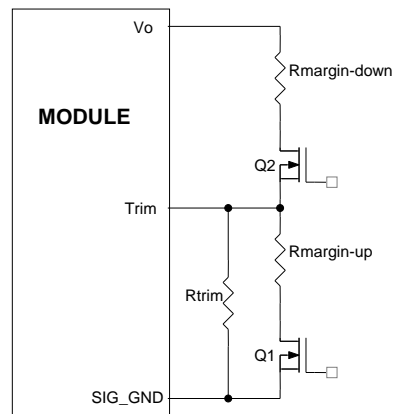 Vo
Rmargin-down
MODULE
Q2
Trim
Rmargin-up
Rtrim
Q1
SIG_GND